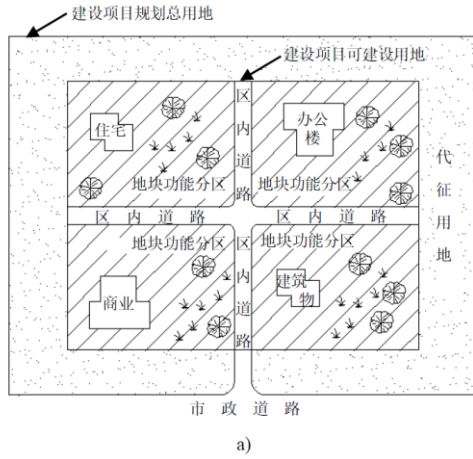 建设项目规划总用地
建设项目可建设用地
住宅
办公
楼
区内道路
代征用地
地块功能分区
地块功能分区
区内道路
区内道路
地块功能分区
地块功能分区
区内道路
商业
建筑
物
市政道路
a)